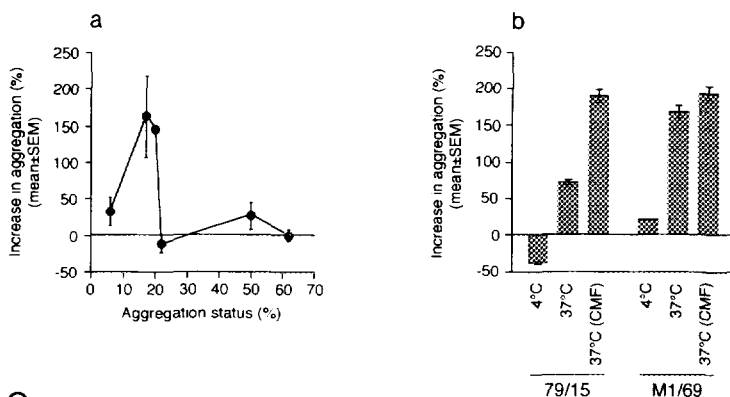 a
Increase in aggregation (%)
(mean±SEM)
250
200
150
100
50
0
-50
0
10
20
30
40
50
60
70
Aggregation status (%)
b
Increase in aggregation (%)
(mean±SEM)
250
200
150
100
50
0
-50
4°C
37°C
37°C (CMF)
4°C
37°C
37°C (CMF)
79/15
M1/69